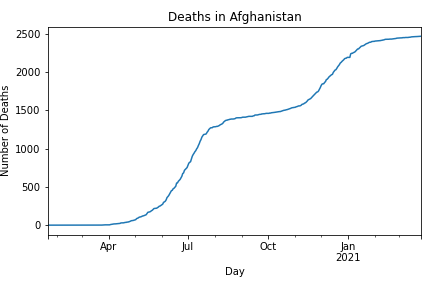 Deaths in Afghanistan
Number of Deaths
2500
2000
1500
1000
500
0
Apr
Jul
Oct
Jan
2021
Day